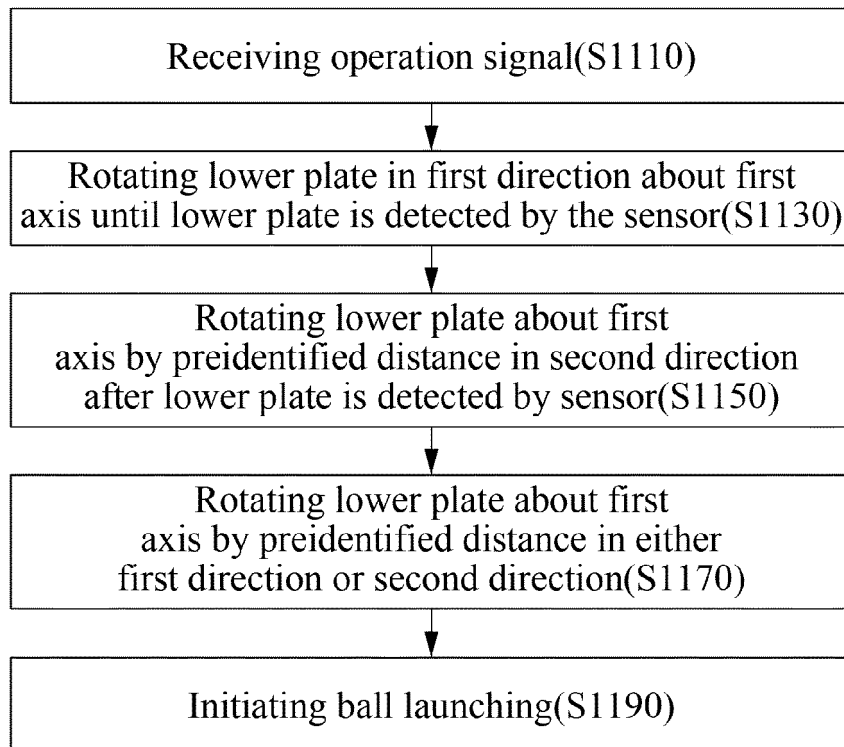 Receiving operation signal(S1110)
Rotating lower plate in first direction about first
axis until lower plate is detected by the sensor(S1130)
Rotating lower plate about first
axis by preidentified distance in second direction
after lower plate is detected by sensor(S1150)
Rotating lower plate about first
axis by preidentified distance in either
first direction or second direction(S1170)
Initiating ball launching(S1190)